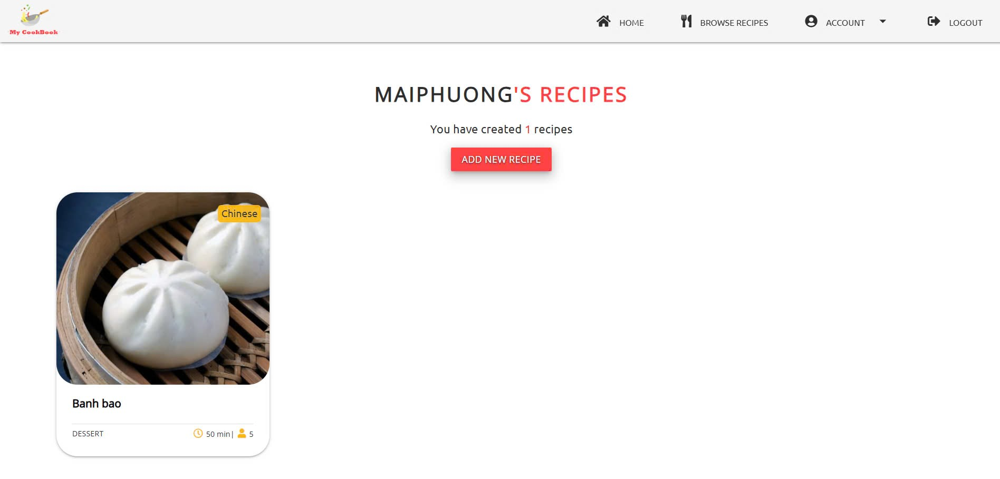 My CookBook
HOME
BROWSE RECIPES
ACCOUNT
LOGOUT
MAIPHUONG'S RECIPES
You have created 1 recipes
ADD NEW RECIPE
Chinese
Banh bao
DESSERT
50 min|
5